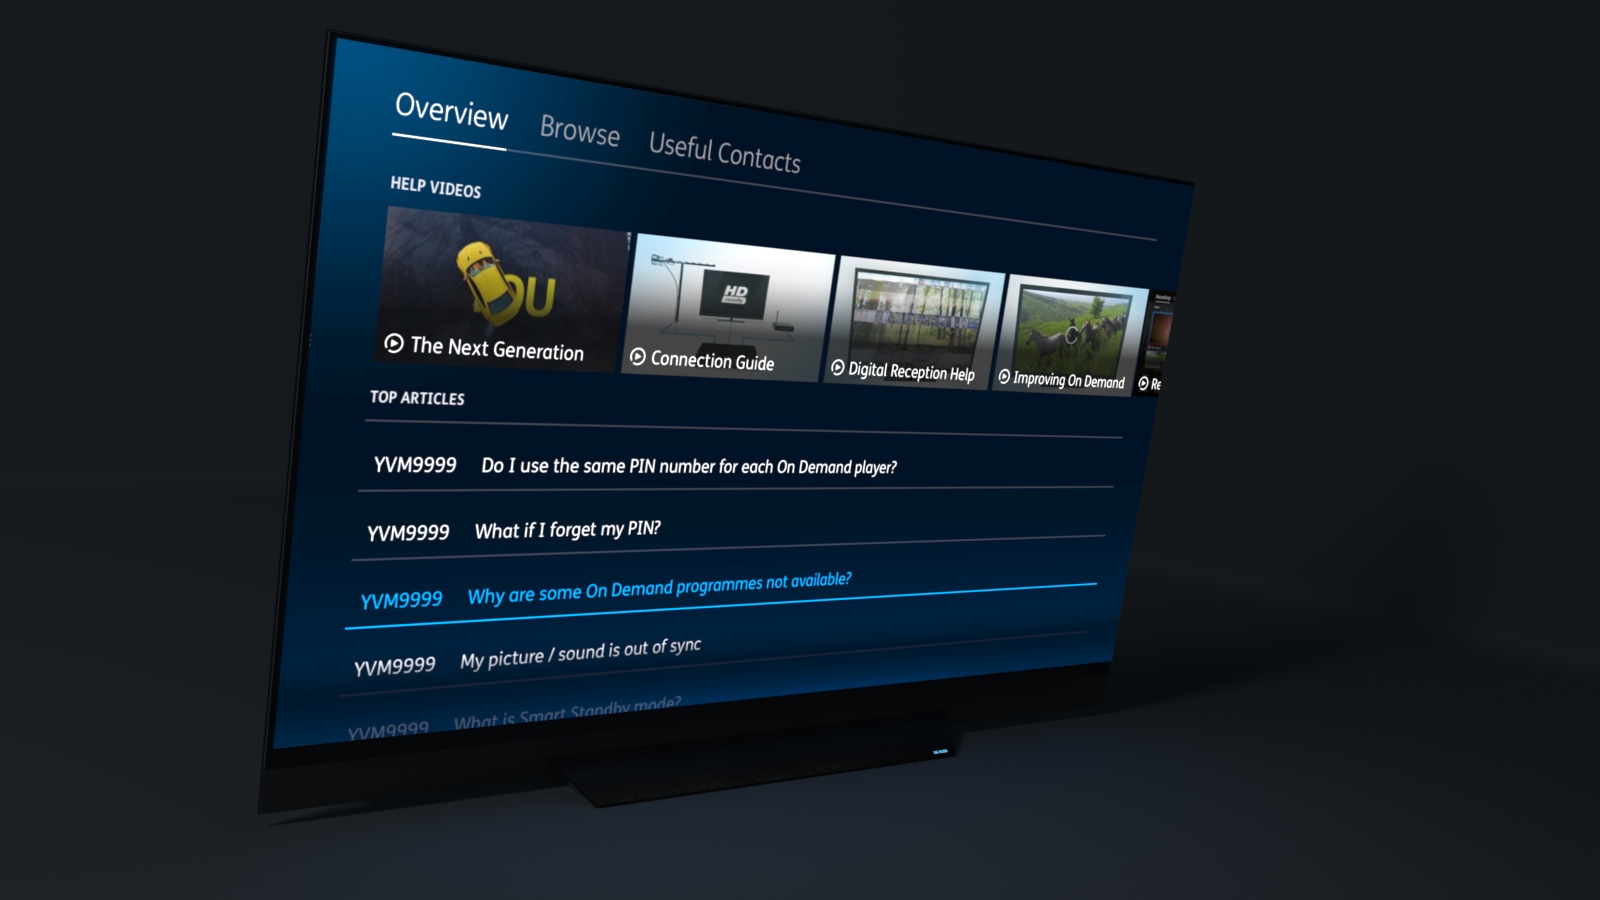 Overview Browse Useful Contacts
HELP VIDEOS
OU
HD
ready
The Next Generation
Connection Guide
Digital Reception Help
Improving On Demand
Re
TOP ARTICLES
YVM9999 Do I use the same PIN number for each On Demand player?
YVM9999 What if I forget my PIN?
YVM9999 Why are some On Demand programmes not available?
YVM9999 My picture / sound is out of sync
YVM9999 What is Smart Standby mode?